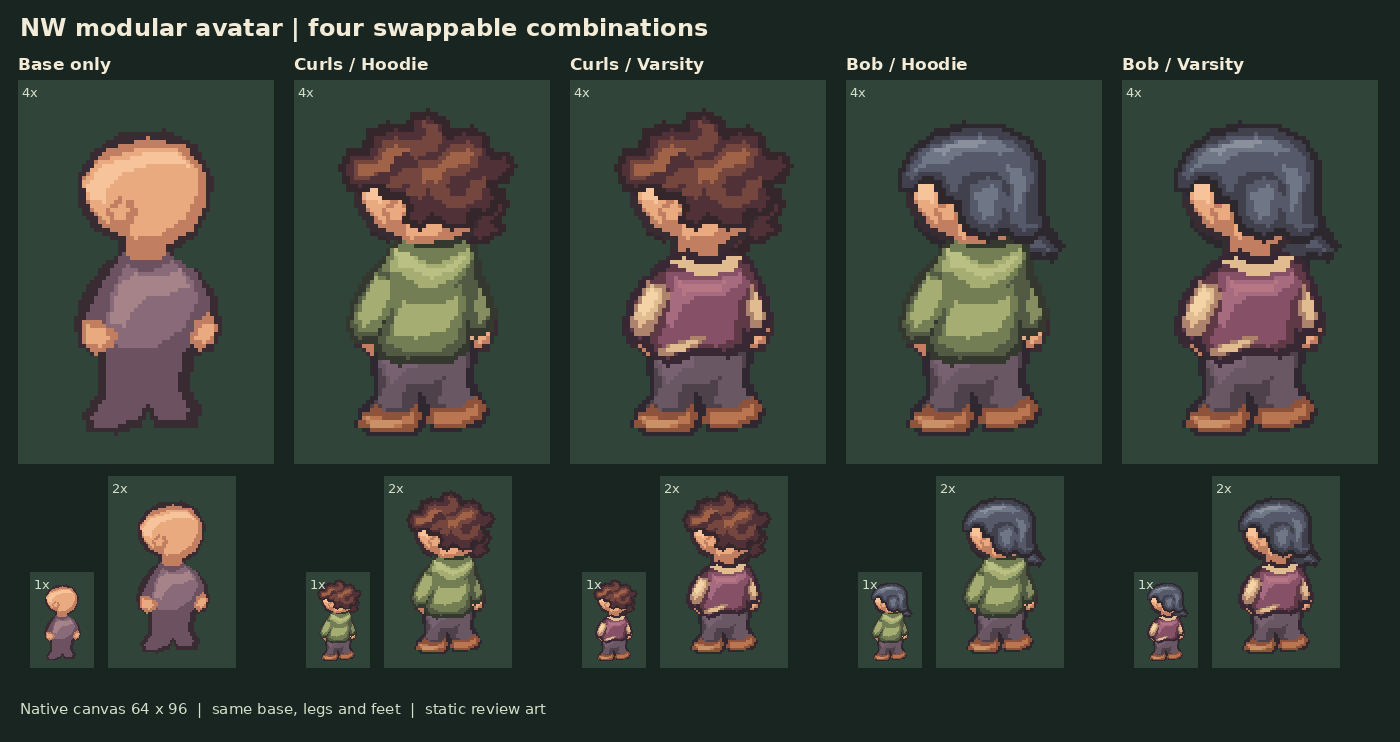 NW modular avatar | four swappable combinations
Base only
Curls / Hoodie
Curls / Varsity
Bob / Hoodie
Bob / Varsity
4x
4x
4x
4x
4x
2x
2x
2x
2x
2x
1x
1x
1x
1x
1x
Native canvas 64 x 96 | same base, legs and feet | static review art